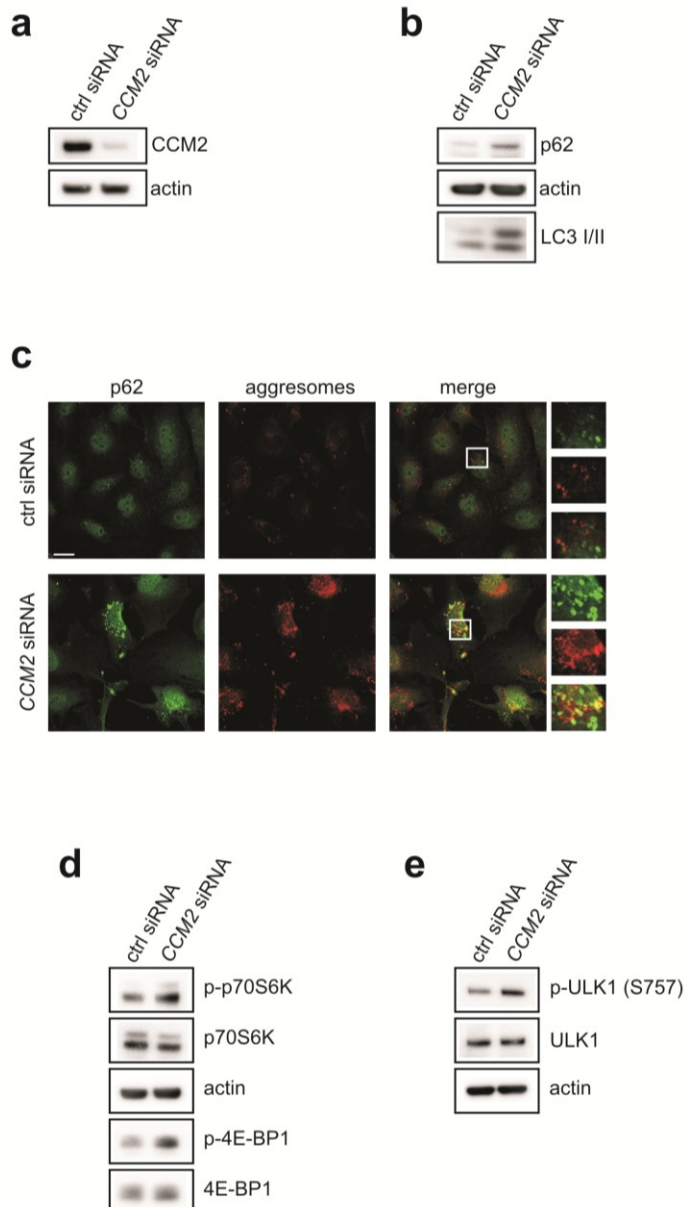 a
ctrl siRNA
CCM2 siRNA
CCM2
actin
b
ctrl siRNA
CCM2 siRNA
p62
actin
LC3 I/II
c
p62 aggresomes merge
ctrl siRNA
CCM2 siRNA
d
ctrl siRNA
CCM2 siRNA
p-p70S6K
p70S6K
actin
p-4E-BP1
4E-BP1
e
ctrl siRNA
CCM2 siRNA
p-ULK1 (S757)
ULK1
actin